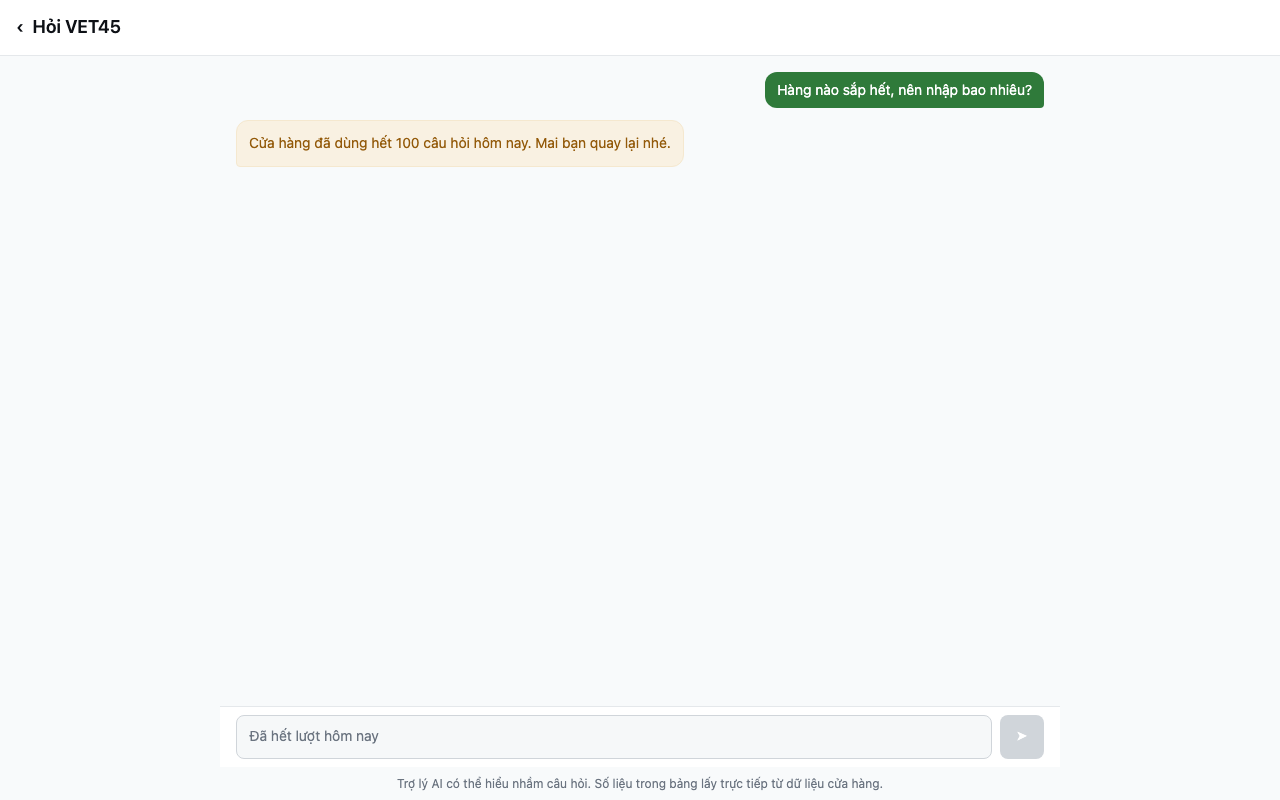 ‹ Hỏi VET45
Hàng nào sắp hết, nên nhập bao nhiêu?
Cửa hàng đã dùng hết 100 câu hỏi hôm nay. Mai bạn quay lại nhé.
Đã hết lượt hôm nay
Trợ lý AI có thể hiểu nhầm câu hỏi. Số liệu trong bảng lấy trực tiếp từ dữ liệu cửa hàng.